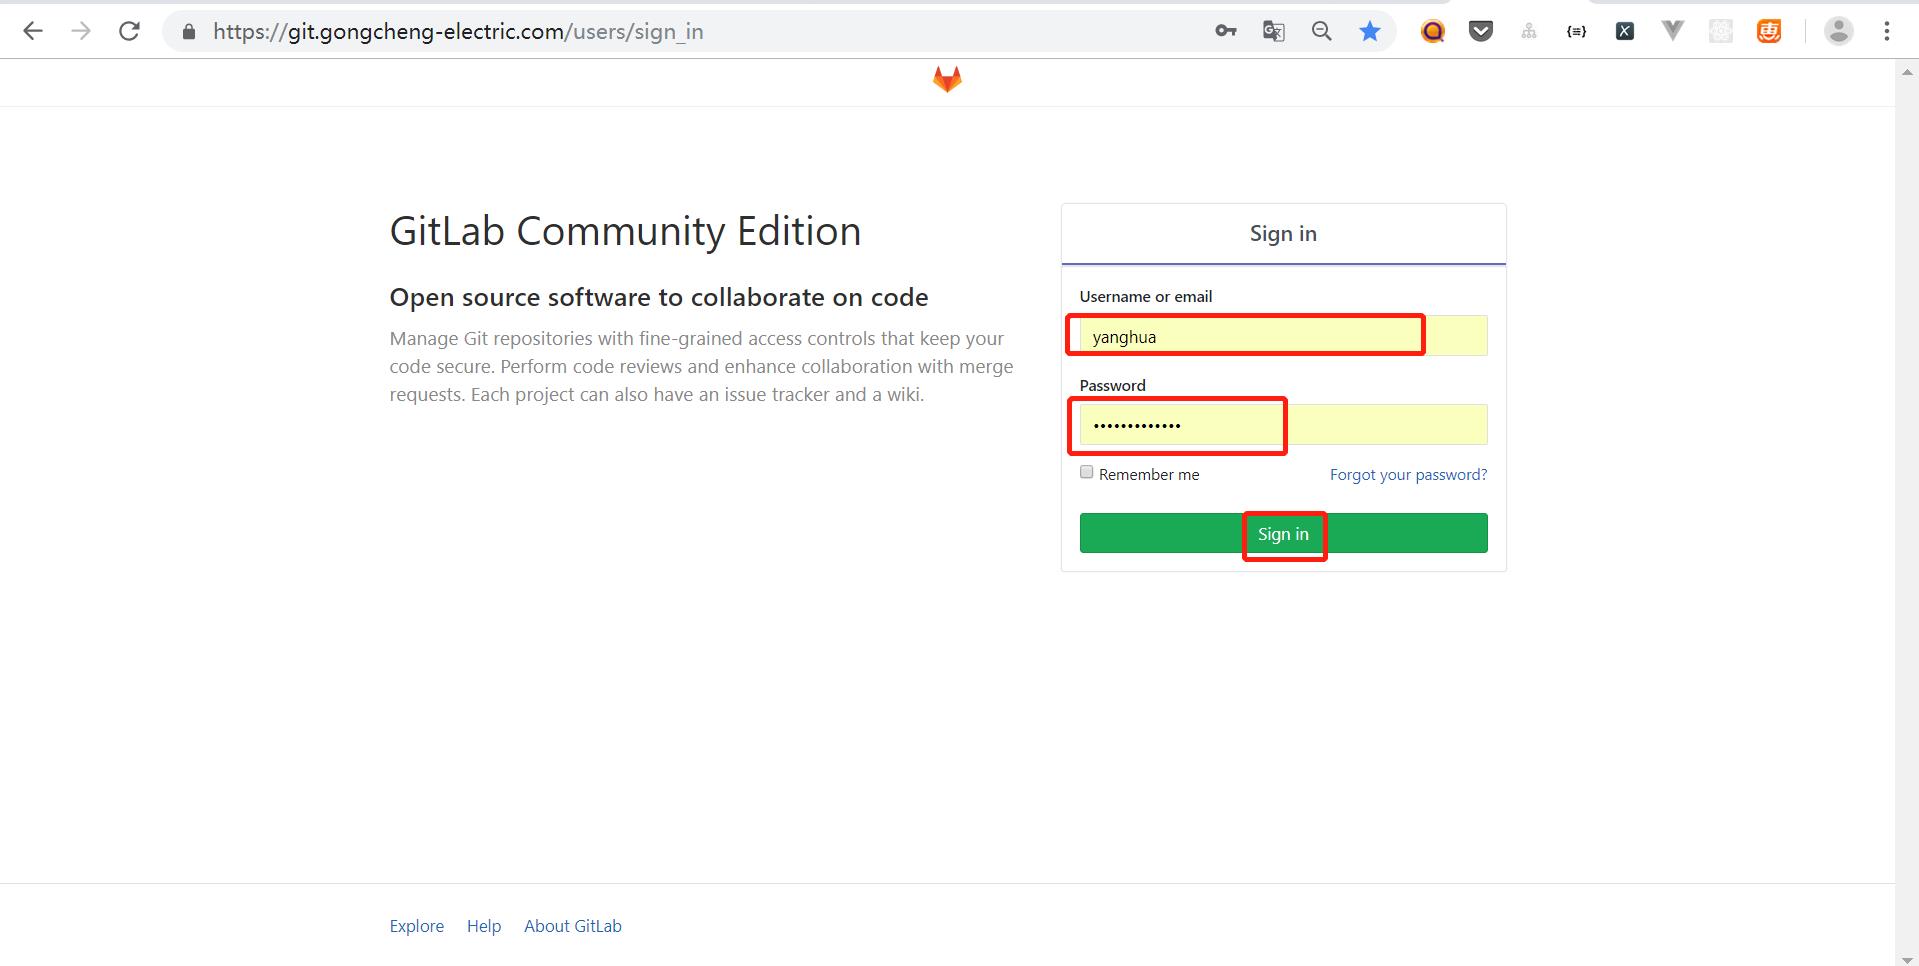 https://git.gongcheng-electric.com/users/sign_in
GitLab Community Edition
Open source software to collaborate on code
Manage Git repositories with fine-grained access controls that keep your
code secure. Perform code reviews and enhance collaboration with merge
requests. Each project can also have an issue tracker and a wiki.
Sign in
Username or email
yanghua
Password
•••••••••••••
Remember me
Forgot your password?
Sign in
Explore
Help
About GitLab